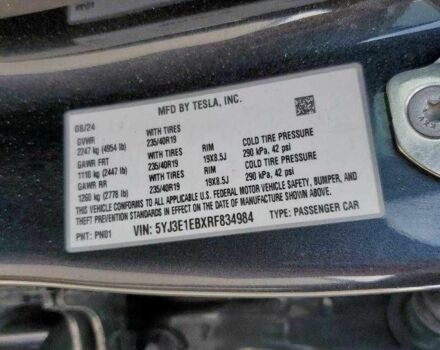 MFD BY TESLA, INC.
08/24
GVWR WITH TIRES RIM COLD TIRE PRESSURE
2247 kg (4954 lb) 235/40R19
GAWR FRT WITH TIRES
1110 kg (2447 lb) 235/40R19 19X8.5J 290 kPa, 42 psi
GAWR RR WITH TIRES RIM COLD TIRE PRESSURE
1260 kg (2778 lb) 235/40R19 19X8.5J 290 kPa, 42 psi
THIS VEHICLE CONFORMS TO ALL APPLICABLE U.S. FEDERAL MOTOR VEHICLE SAFETY, BUMPER, AND
THEFT PREVENTION STANDARDS IN EFFECT ON THE DATE OF MANUFACTURE SHOWN ABOVE.
PNT: PN01 VIN: 5YJ3E1EBXRF834984 TYPE: PASSENGER CAR